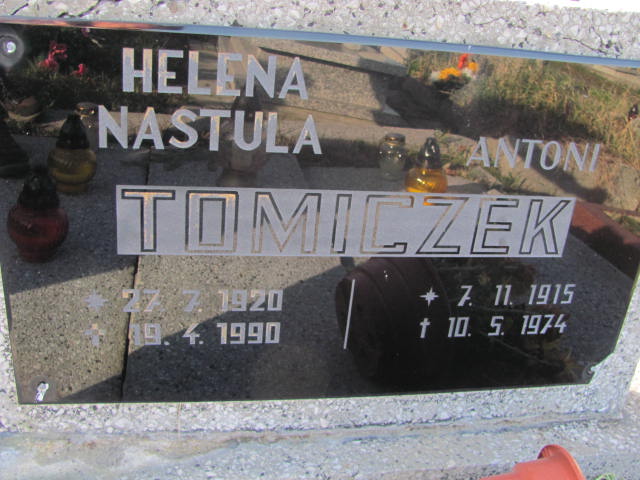 HELENA
NASTULA ANTONI
TOMICZEK
* 27. 7. 1920 * 7. 11. 1915
† 19. 4. 1990 † 10. 5. 1974